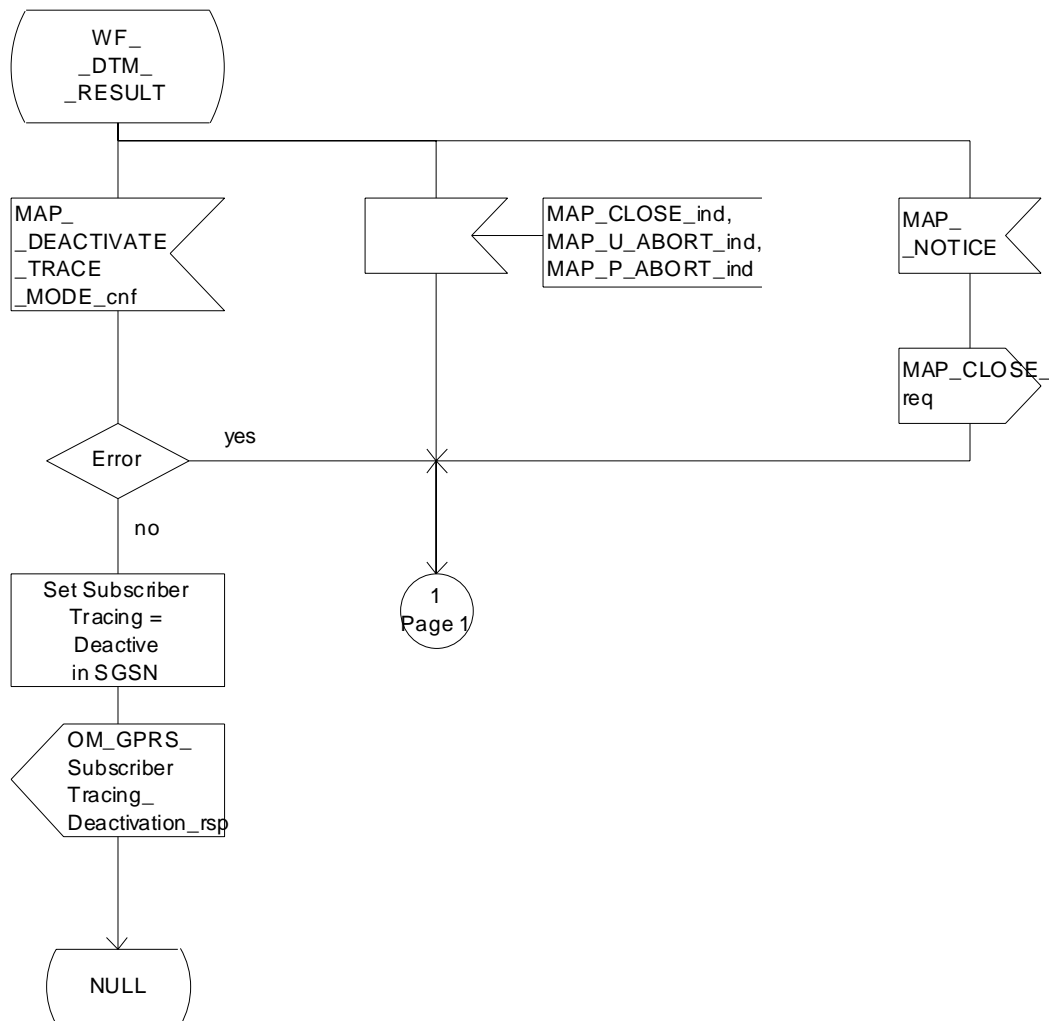 WF_
_DTM_
_RESULT
MAP_
_DEACTIVATE
_TRACE
_MODE_cnf
MAP_CLOSE_ind,
MAP_U_ABORT_ind,
MAP_P_ABORT_ind
MAP_
_NOTICE
MAP_CLOSE_
req
Error
yes
no
Set Subscriber
Tracing =
Deactive
in SGSN
1
Page 1
OM_GPRS_
Subscriber
Tracing_
Deactivation_rsp
NULL